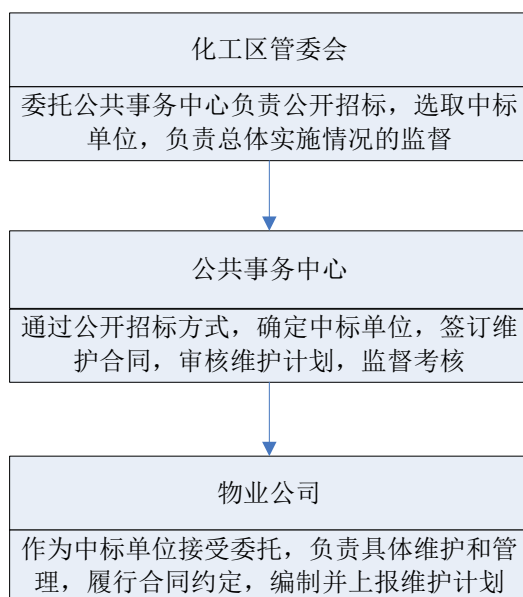 化工区管委会
委托公共事务中心负责公开招标，选取中标
单位，负责总体实施情况的监督
公共事务中心
通过公开招标方式，确定中标单位，签订维
护合同，审核维护计划，监督考核
物业公司
作为中标单位接受委托，负责具体维护和管
理，履行合同约定，编制并上报维护计划